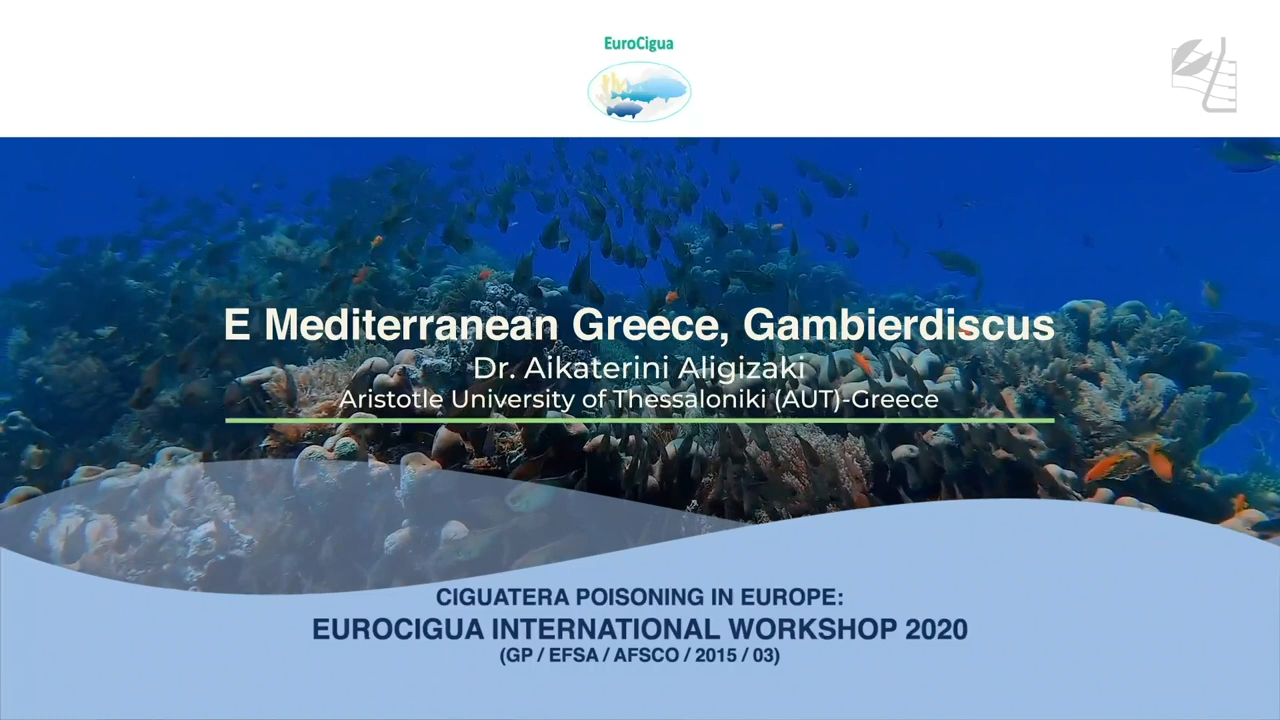 EuroCigua
E Mediterranean Greece, Gambierdiscus
Dr. Aikaterini Aligizaki
Aristotle University of Thessaloniki (AUT)-Greece
CIGUATERA POISONING IN EUROPE:
EUROCIGUA INTERNATIONAL WORKSHOP 2020
(GP / EFSA / AFSCO / 2015 / 03)